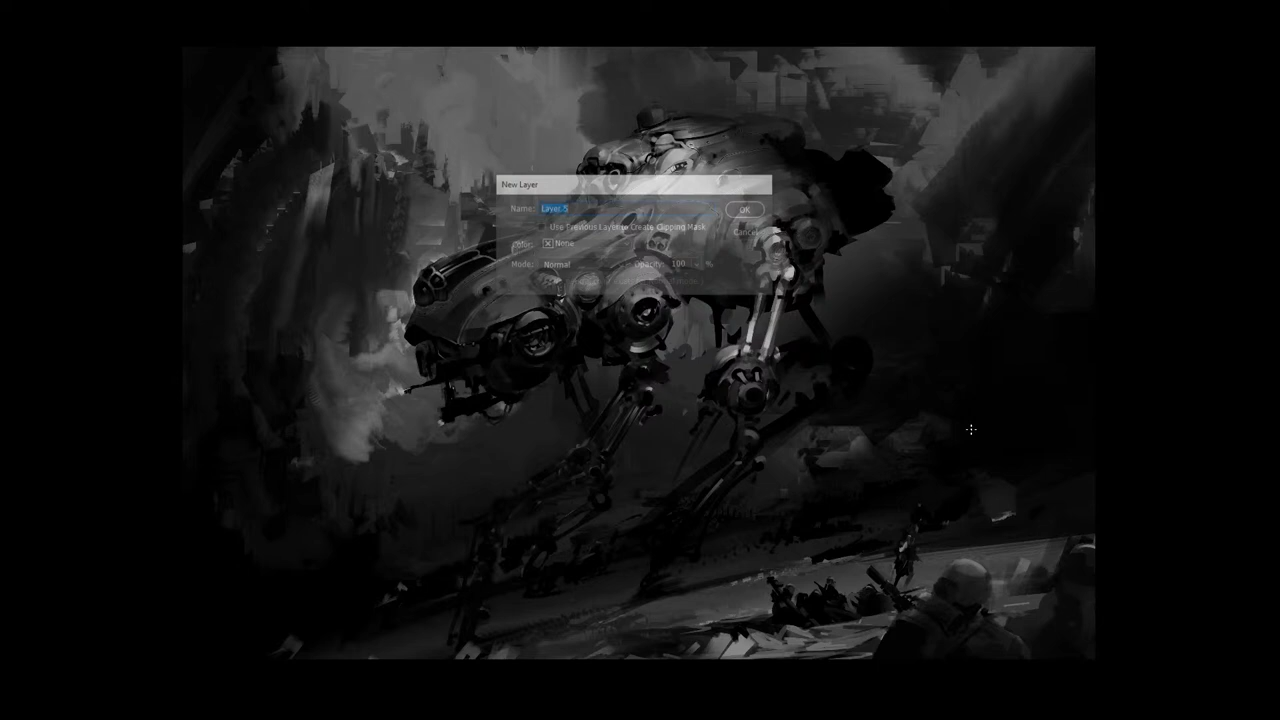 New Layer
Name: Layer 5 OK
Use Previous Layer to Create Clipping Mask
Cancel
Color: None
Mode: Normal Opacity: 100 %